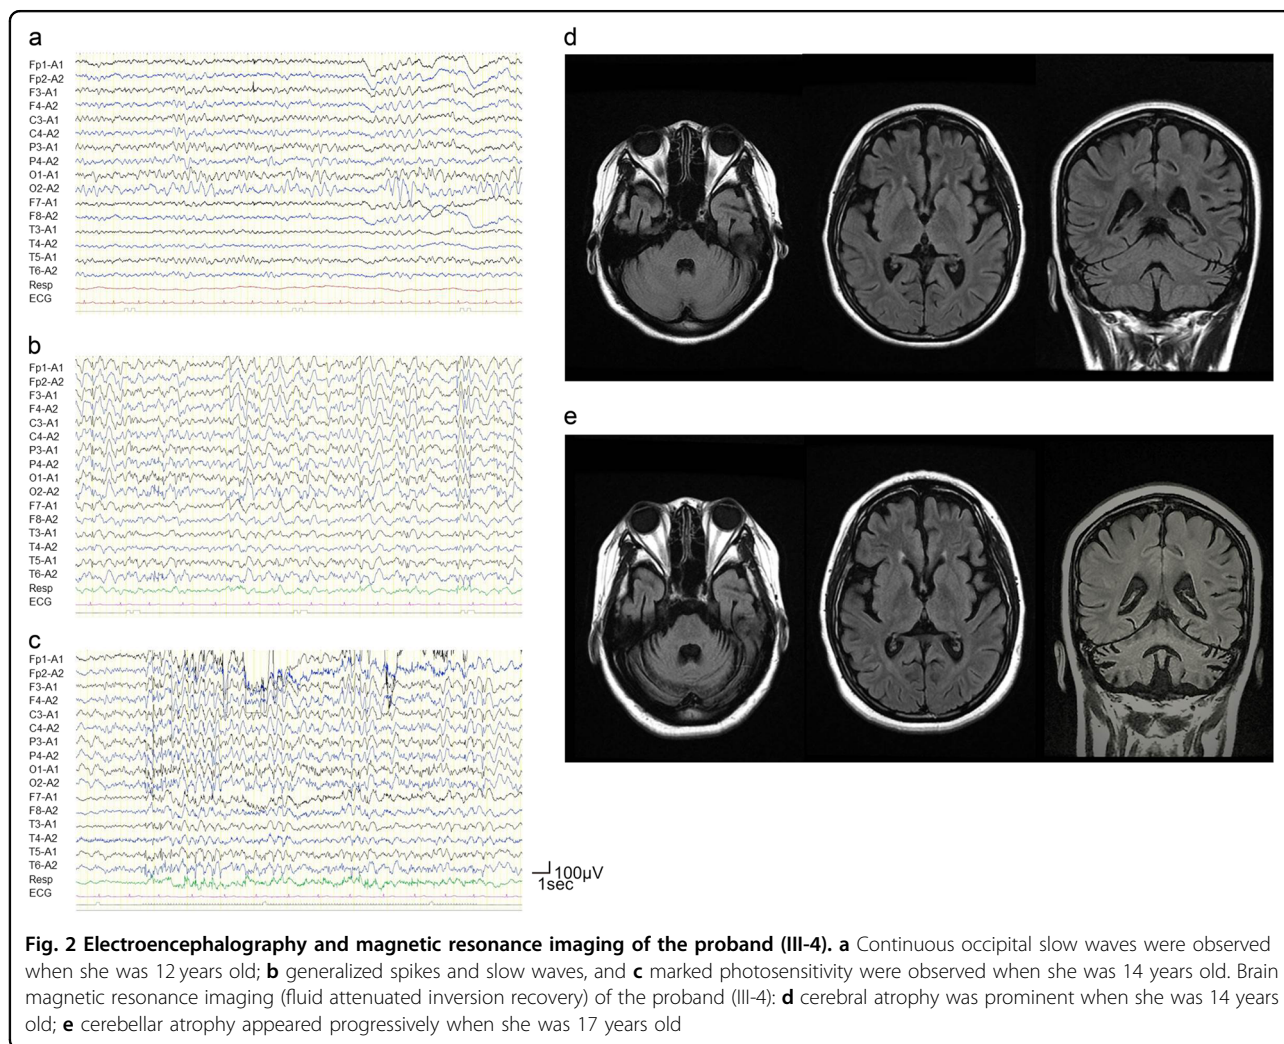 a
Fp1-A1
Fp2-A2
F3-A1
F4-A2
C3-A1
C4-A2
P3-A1
P4-A2
O1-A1
O2-A2
F7-A1
F8-A2
T3-A1
T4-A2
T5-A1
T6-A2
Resp
ECG
b
Fp1-A1
Fp2-A2
F3-A1
F4-A2
C3-A1
C4-A2
P3-A1
P4-A2
O1-A1
O2-A2
F7-A1
F8-A2
T3-A1
T4-A2
T5-A1
T6-A2
Resp
ECG
c
Fp1-A1
Fp2-A2
F3-A1
F4-A2
C3-A1
C4-A2
P3-A1
P4-A2
O1-A1
O2-A2
F7-A1
F8-A2
T3-A1
T4-A2
T5-A1
T6-A2
Resp
ECG
100μV
1sec
d
e
Fig. 2 Electroencephalography and magnetic resonance imaging of the proband (III-4). a Continuous occipital slow waves were observed
when she was 12 years old; b generalized spikes and slow waves, and c marked photosensitivity were observed when she was 14 years old. Brain
magnetic resonance imaging (fluid attenuated inversion recovery) of the proband (III-4): d cerebral atrophy was prominent when she was 14 years
old; e cerebellar atrophy appeared progressively when she was 17 years old